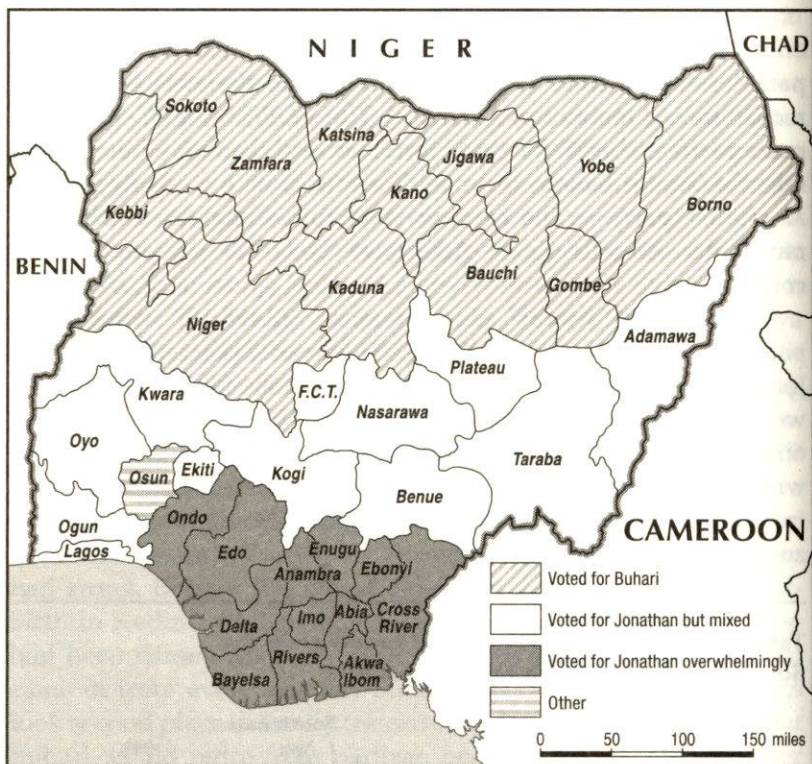 NIGER
CHAD
Sokoto
Katsina
Zamfara
Jigawa
Yobe
Kano
Borno
Kebbi
BENIN
Bauchi
Gombe
Kaduna
Niger
Adamawa
Plateau
Kwara
F.C.T.
Nasarawa
Oyo
Taraba
Osun
Ekiti
Kogi
Benue
Ondo
Ogun
Lagos
Edo
Enugu
Anambra
Ebonyi
CAMEROON
Delta
Imo
Abia
Cross
River
Rivers
Akwa
Ibom
Bayelsa
Voted for Buhari
Voted for Jonathan but mixed
Voted for Jonathan overwhelmingly
Other
0 50 100 150 miles